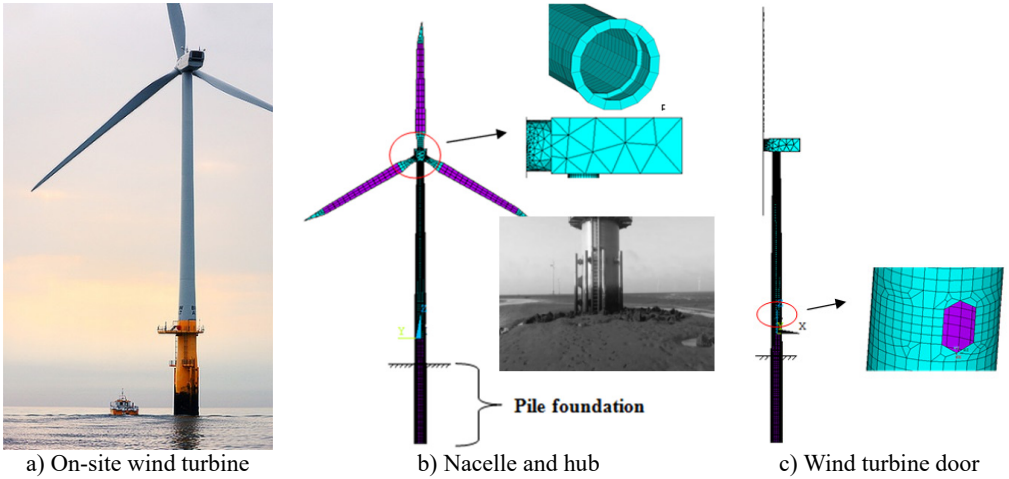 F
Z
Y
X
Pile foundation
a) On-site wind turbine
b) Nacelle and hub
c) Wind turbine door